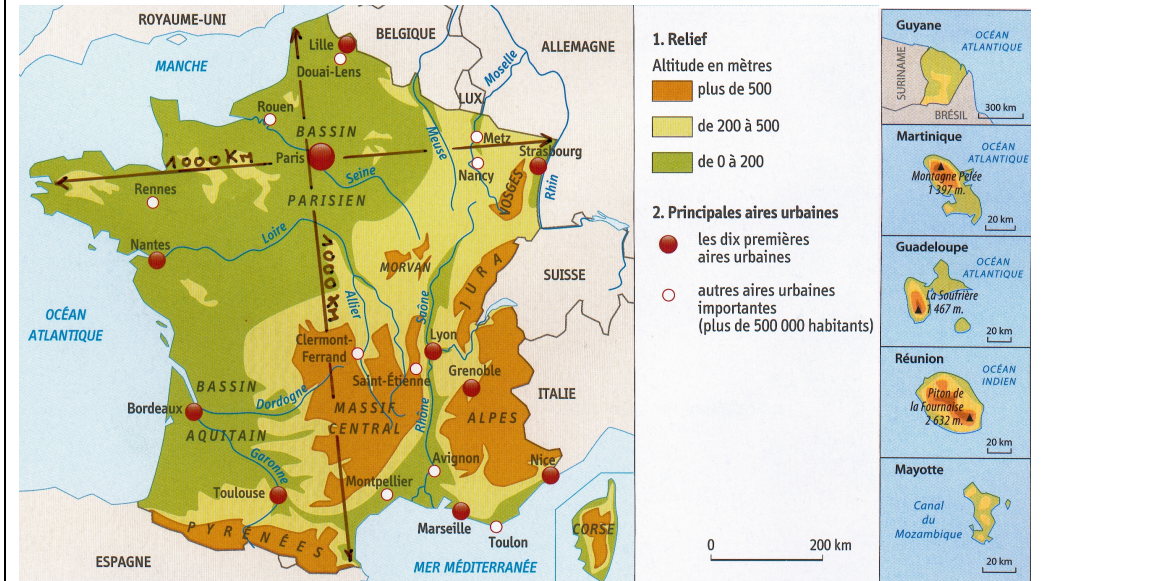 ROYAUME-UNI
BELGIQUE
ALLEMAGNE
MANCHE
Lille
Douai-Lens
Moselle
LUX
Rouen
BASSIN
Paris
Meuse
Metz
Strasbourg
1000KM
Seine
Nancy
VOSGES
Rhin
Rennes
PARISIEN
Nantes
Loire
1000 KM
MORVAN
JURA
SUISSE
OCÉAN
ATLANTIQUE
Allier
Saône
Clermont-
Ferrand
Lyon
Saint-Étienne
Grenoble
ITALIE
BASSIN
Dordogne
Bordeaux
MASSIF
CENTRAL
Rhône
ALPES
AQUITAIN
Garonne
Avignon
Nice
Toulouse
Montpellier
PYRÉNÉES
Marseille
Toulon
CORSE
ESPAGNE
MER MÉDITERRANÉE
1. Relief
Altitude en mètres
plus de 500
de 200 à 500
de 0 à 200
2. Principales aires urbaines
les dix premières
aires urbaines
autres aires urbaines
importantes
(plus de 500 000 habitants)
0 200 km
Guyane
OCÉAN
ATLANTIQUE
SURINAME
BRÉSIL
300 km
Martinique
OCÉAN
ATLANTIQUE
Montagne Pelée
1 397 m.
20 km
Guadeloupe
OCÉAN
ATLANTIQUE
La Soufrière
1 467 m.
20 km
Réunion
OCÉAN
INDIEN
Piton de
la Fournaise
2 632 m.
20 km
Mayotte
Canal
du
Mozambique
20 km